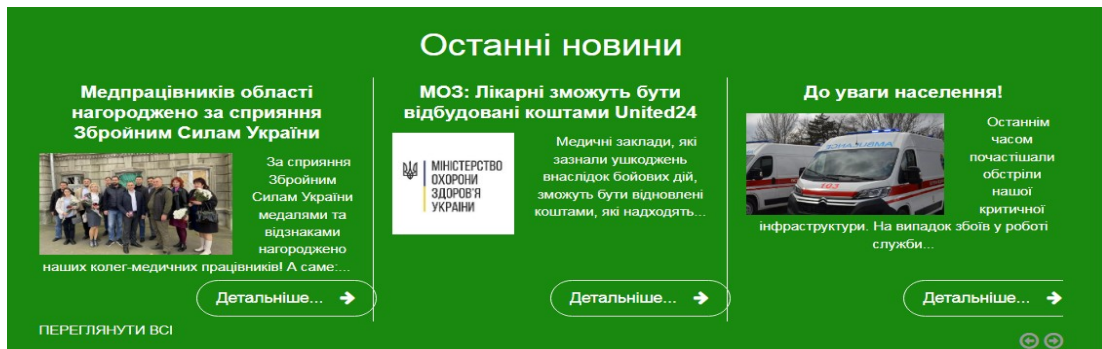 Останні новини
Медпрацівників області
нагороджено за сприяння
Збройним Силам України
За сприяння
Збройним
Силам України
медалями та
відзнаками
нагороджено
наших колег-медичних працівників! А саме:...
Детальніше...
МОЗ: Лікарні зможуть бути
відбудовані коштами United24
МІНІСТЕРСТВО
ОХОРОНИ
ЗДОРОВ'Я
УКРАЇНИ
Медичні заклади, які
зазнали ушкоджень
внаслідок бойових дій,
зможуть бути відновлені
коштами, які надходять...
Детальніше...
До уваги населення!
103
Останнім
часом
почастішали
обстріли
нашої
критичної
інфраструктури. На випадок збоїв у роботі
служби...
Детальніше...
ПЕРЕГЛЯНУТИ ВСІ